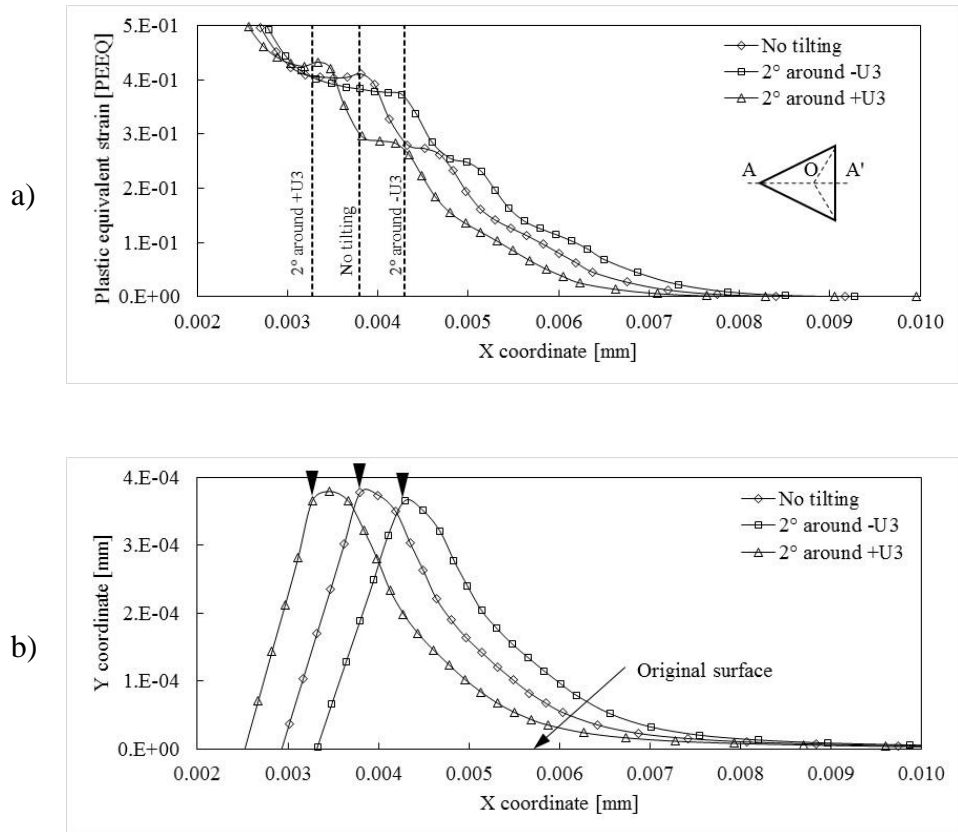 a)
Plastic equivalent strain [PEEQ]
5.E-01
4.E-01
3.E-01
2.E-01
1.E-01
0.E+00
2° around +U3
No tilting
2° around -U3
No tilting
2° around -U3
2° around +U3
A O A'
0.002 0.003 0.004 0.005 0.006 0.007 0.008 0.009 0.010
X coordinate [mm]
b)
Y coordinate [mm]
4.E-04
3.E-04
2.E-04
1.E-04
0.E+00
No tilting
2° around -U3
2° around +U3
Original surface
0.002 0.003 0.004 0.005 0.006 0.007 0.008 0.009 0.010
X coordinate [mm]